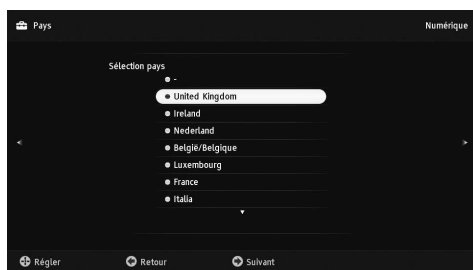 Pays Numérique
Sélection pays
-
United Kingdom
Ireland
Nederland
België/Belgique
Luxembourg
France
Italia
Régler Retour Suivant